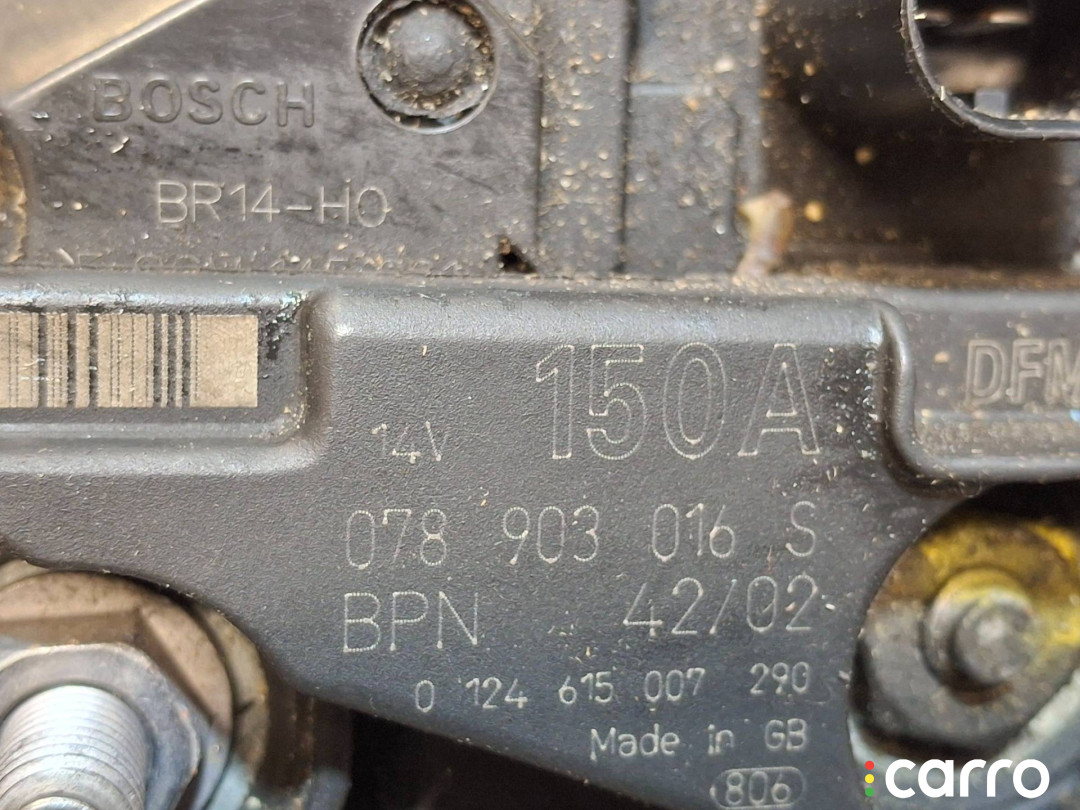 BOSCH
BR14-HO
150A
DFM
14V
078 903 016 S
BPN 42/02
0 124 615 007 290
Made in GB
806
carro